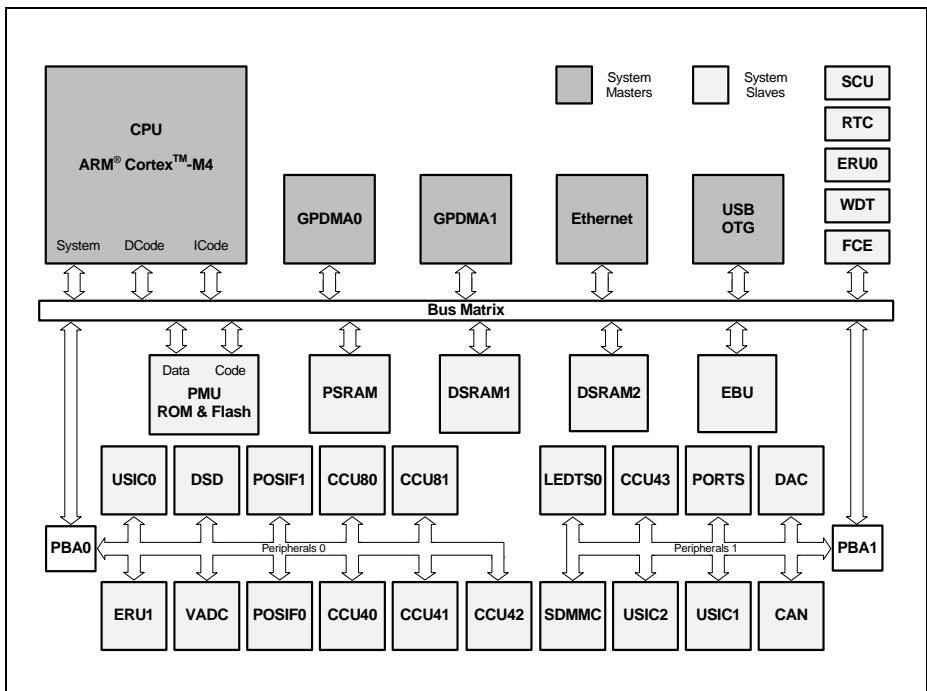 CPU
ARM® Cortex™-M4
System DCode ICode
GPDMA0
GPDMA1
Ethernet
USB
OTG
System
Masters
System
Slaves
SCU
RTC
ERU0
WDT
FCE
Bus Matrix
Data Code
PMU
ROM & Flash
PSRAM
DSRAM1
DSRAM2
EBU
USIC0
DSD
POSIF1
CCU80
CCU81
LEDTS0
CCU43
PORTS
DAC
PBA0
Peripherals 0
Peripherals 1
PBA1
ERU1
VADC
POSIF0
CCU40
CCU41
CCU42
SDMMC
USIC2
USIC1
CAN